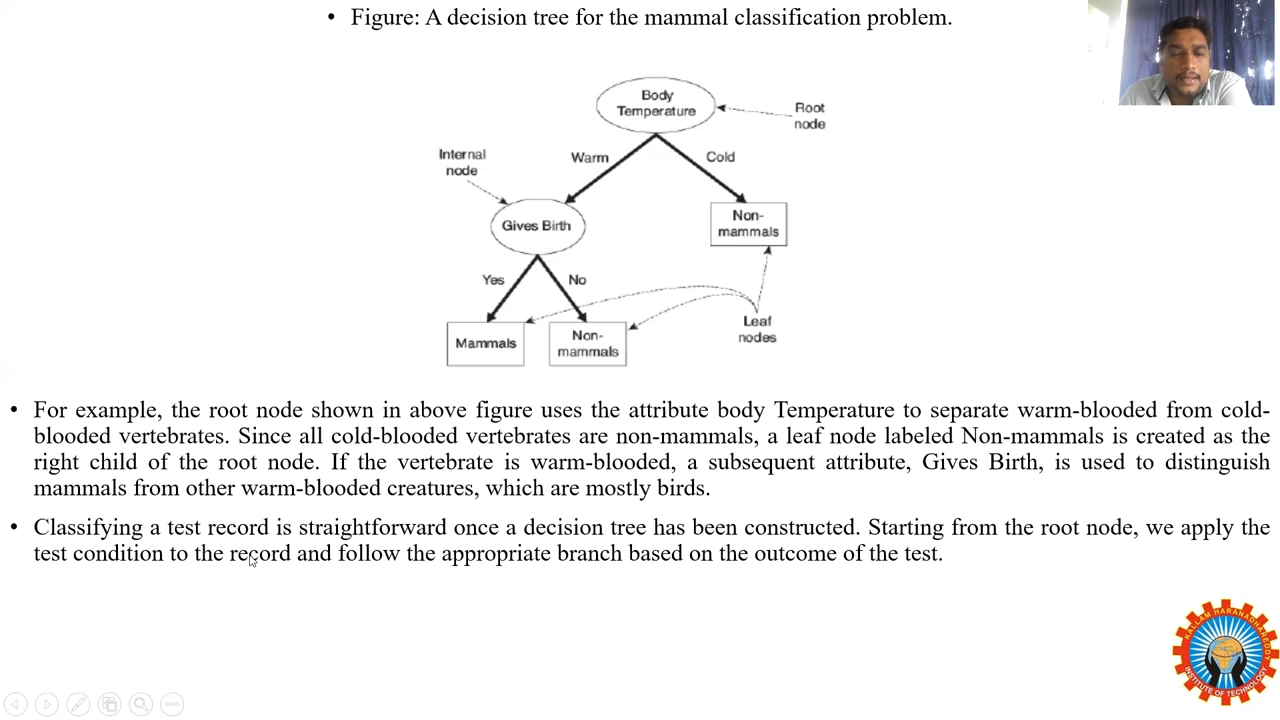 • Figure: A decision tree for the mammal classification problem.
Body
Temperature
Root
node
Internal
node
Warm
Cold
Gives Birth
Non-
mammals
Yes
No
Mammals
Non-
mammals
Leaf
nodes
• For example, the root node shown in above figure uses the attribute body Temperature to separate warm-blooded from cold-
blooded vertebrates. Since all cold-blooded vertebrates are non-mammals, a leaf node labeled Non-mammals is created as the
right child of the root node. If the vertebrate is warm-blooded, a subsequent attribute, Gives Birth, is used to distinguish
mammals from other warm-blooded creatures, which are mostly birds.
• Classifying a test record is straightforward once a decision tree has been constructed. Starting from the root node, we apply the
test condition to the record and follow the appropriate branch based on the outcome of the test.
KALLAM HARANADHAREDDY
INSTITUTE OF TECHNOLOGY